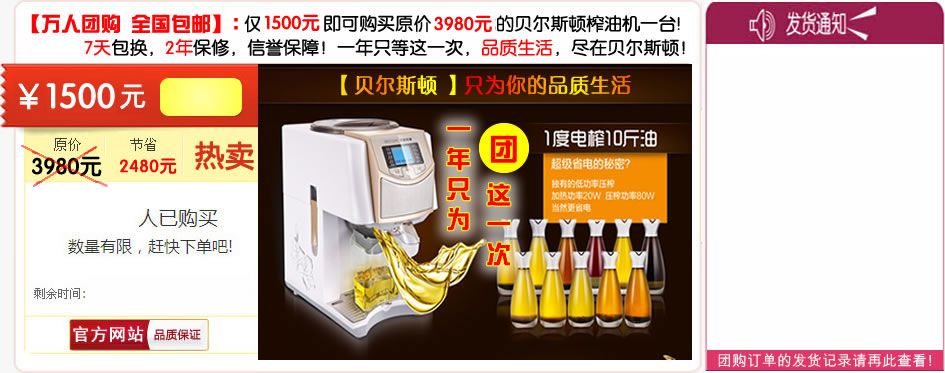 【万人团购 全国包邮】:仅1500元即可购买原价3980元的贝尔斯顿榨油机一台!
7天包换,2年保修,信誉保障!一年只等这一次,品质生活,尽在贝尔斯顿!
¥1500元
原价
节省
3980元
2480元
热卖
人已购买
数量有限,赶快下单吧!
剩余时间:
官方网站
品质保证
【贝尔斯顿】只为你的品质生活
一年只为
团这一次
1度电榨10斤油
超级省电的秘密?
独有的低功率压榨
加热功率20W 压榨功率80W
当然更省电
发货通知
团购订单的发货记录请再此查看!